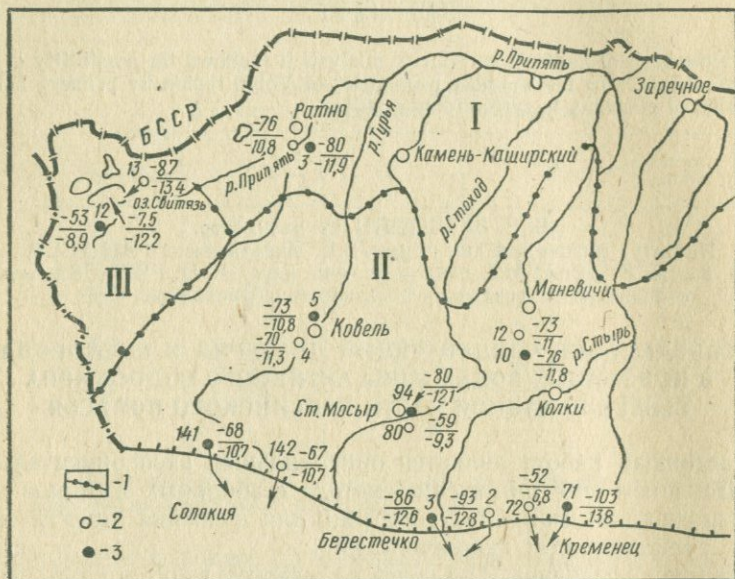 р. Припять
Заречное
БССР
Ратно
-76
-10,8
3
-80
-11,9
р. Турья
I
Камень-Каширский
13
-87
-13,4
р. Припять
оз. Свитязь
-53
-8,9
12
-7,5
-12,2
р. Стоход
III
II
-73
-10,8
5
Ковель
-70
-11,3
4
Маневичи
12
-73
-11
10
-76
-11,8
р. Стырь
Колки
94
-80
-12,1
Ст. Мосыр
80
-59
-9,3
141
-68
-10,7
142
-67
-10,7
Солокия
-86
-12,6
3
-93
-12,8
2
-52
-6,8
72
71
-103
-13,8
Берестечко
Кременец
-1
-2
-3